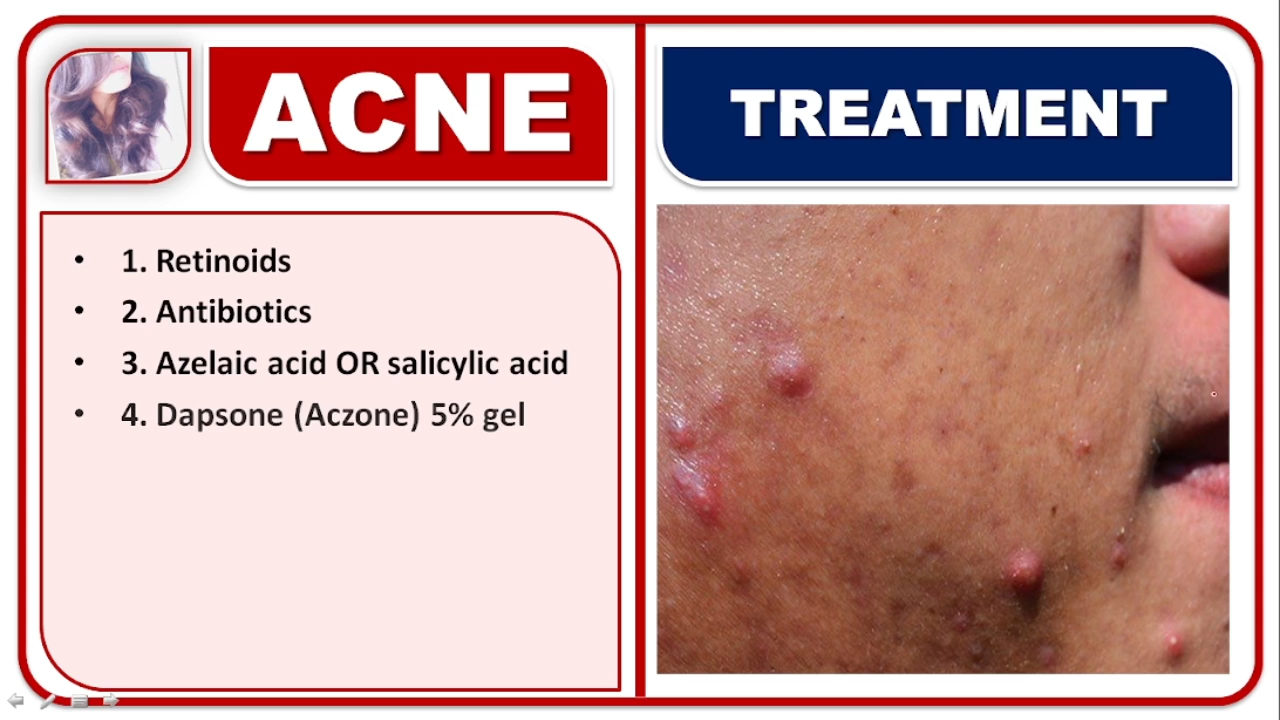 ACNE
TREATMENT
• 1. Retinoids
• 2. Antibiotics
• 3. Azelaic acid OR salicylic acid
• 4. Dapsone (Aczone) 5% gel